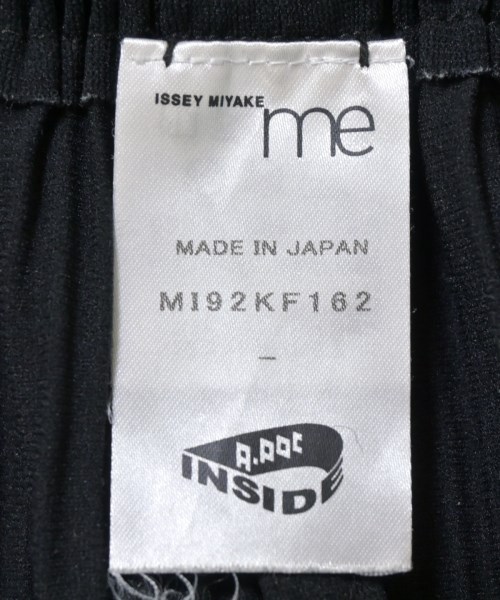 ISSEY MIYAKE
me
MADE IN JAPAN
MI92KF162
–
A.POC
INSIDE